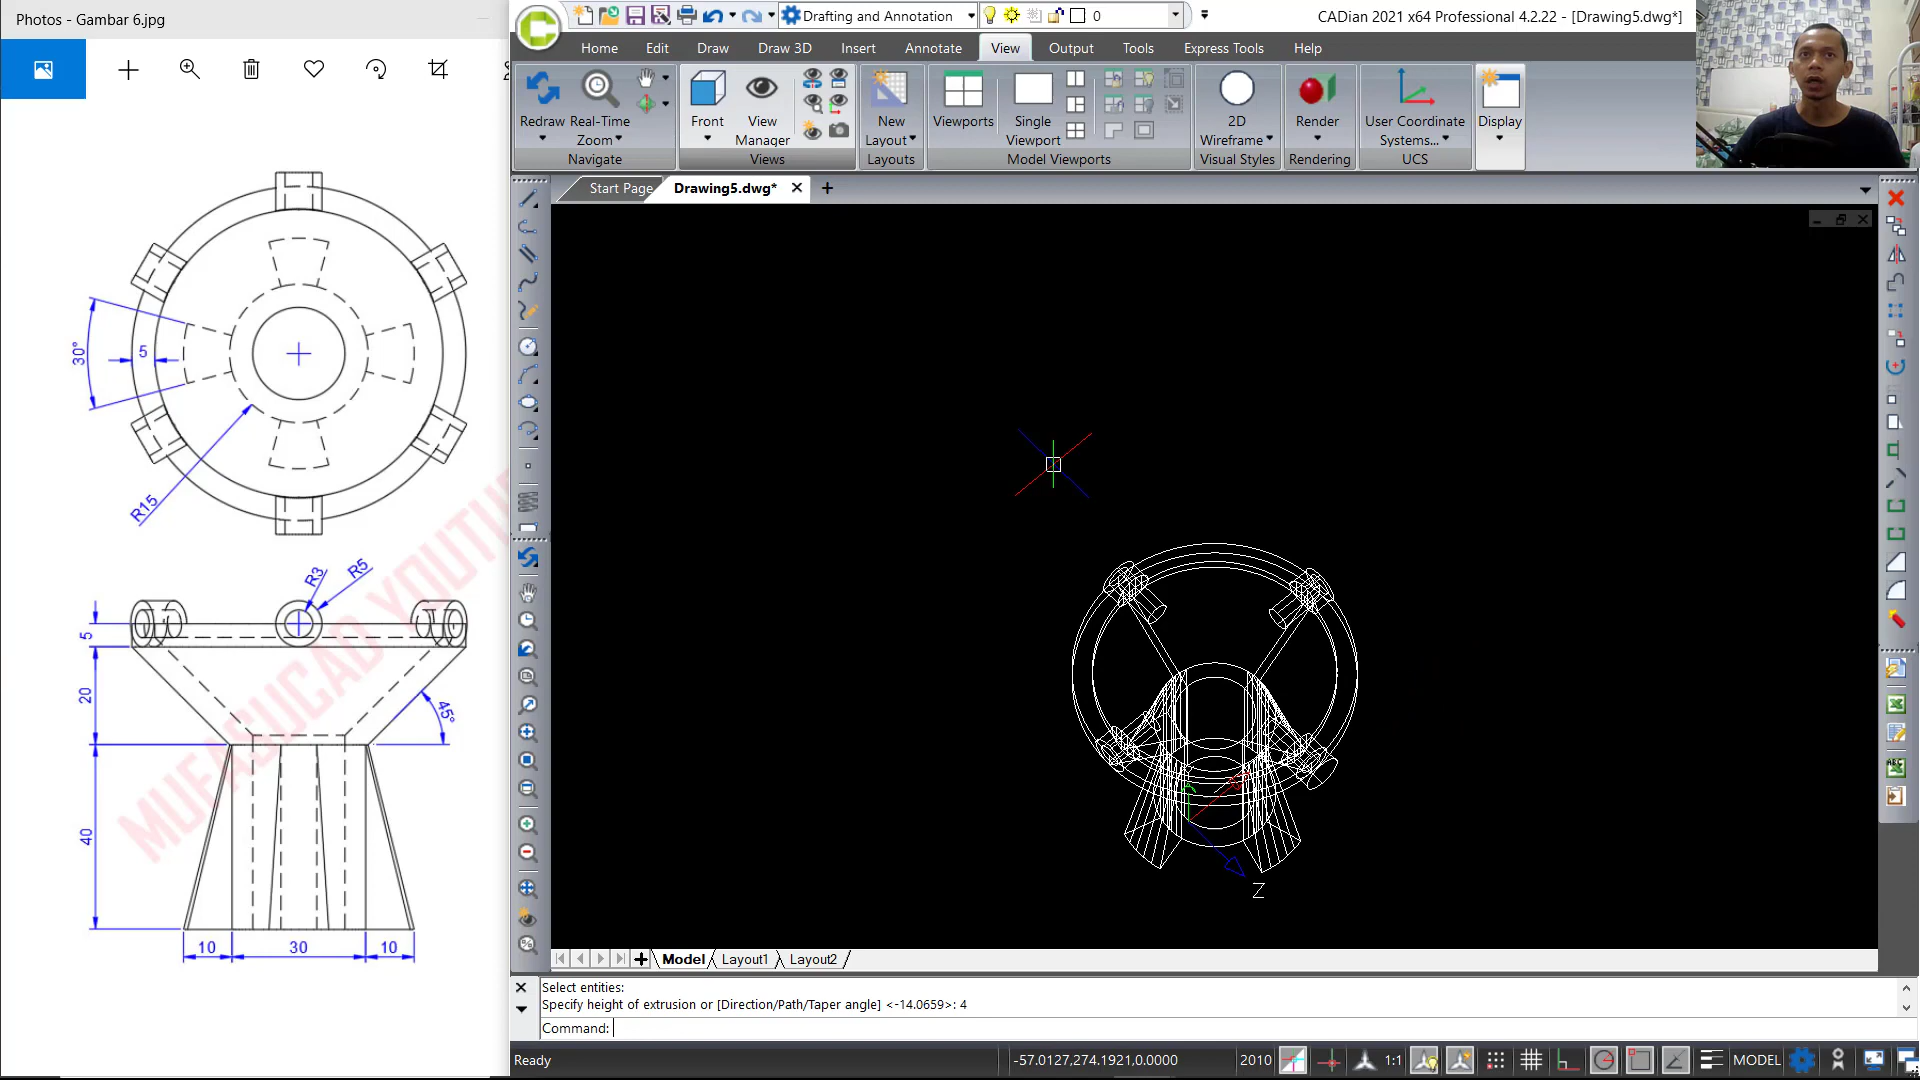 Photos - Gambar 6.jpg
Drafting and Annotation
0
CADian 2021 x64 Professional 4.2.22 - [Drawing5.dwg*]
Home Edit Draw Draw 3D Insert Annotate View Output Tools Express Tools Help
Redraw
Real-Time Zoom
Navigate
Front
View Manager
Views
New Layout
Layouts
Viewports
Single Viewport
Model Viewports
2D Wireframe
Visual Styles
Render
Rendering
User Coordinate Systems...
UCS
Display
Start Page
Drawing5.dwg*
30°
5
R15
R3
R5
5
20
45°
40
10
30
10
MUFASUCAD
Z
Model
Layout1
Layout2
Select entities:
Specify height of extrusion or [Direction/Path/Taper angle] <-14.0659>: 4
Command:
Ready
-57.0127,274.1921,0.0000
2010
1:1
MODEL